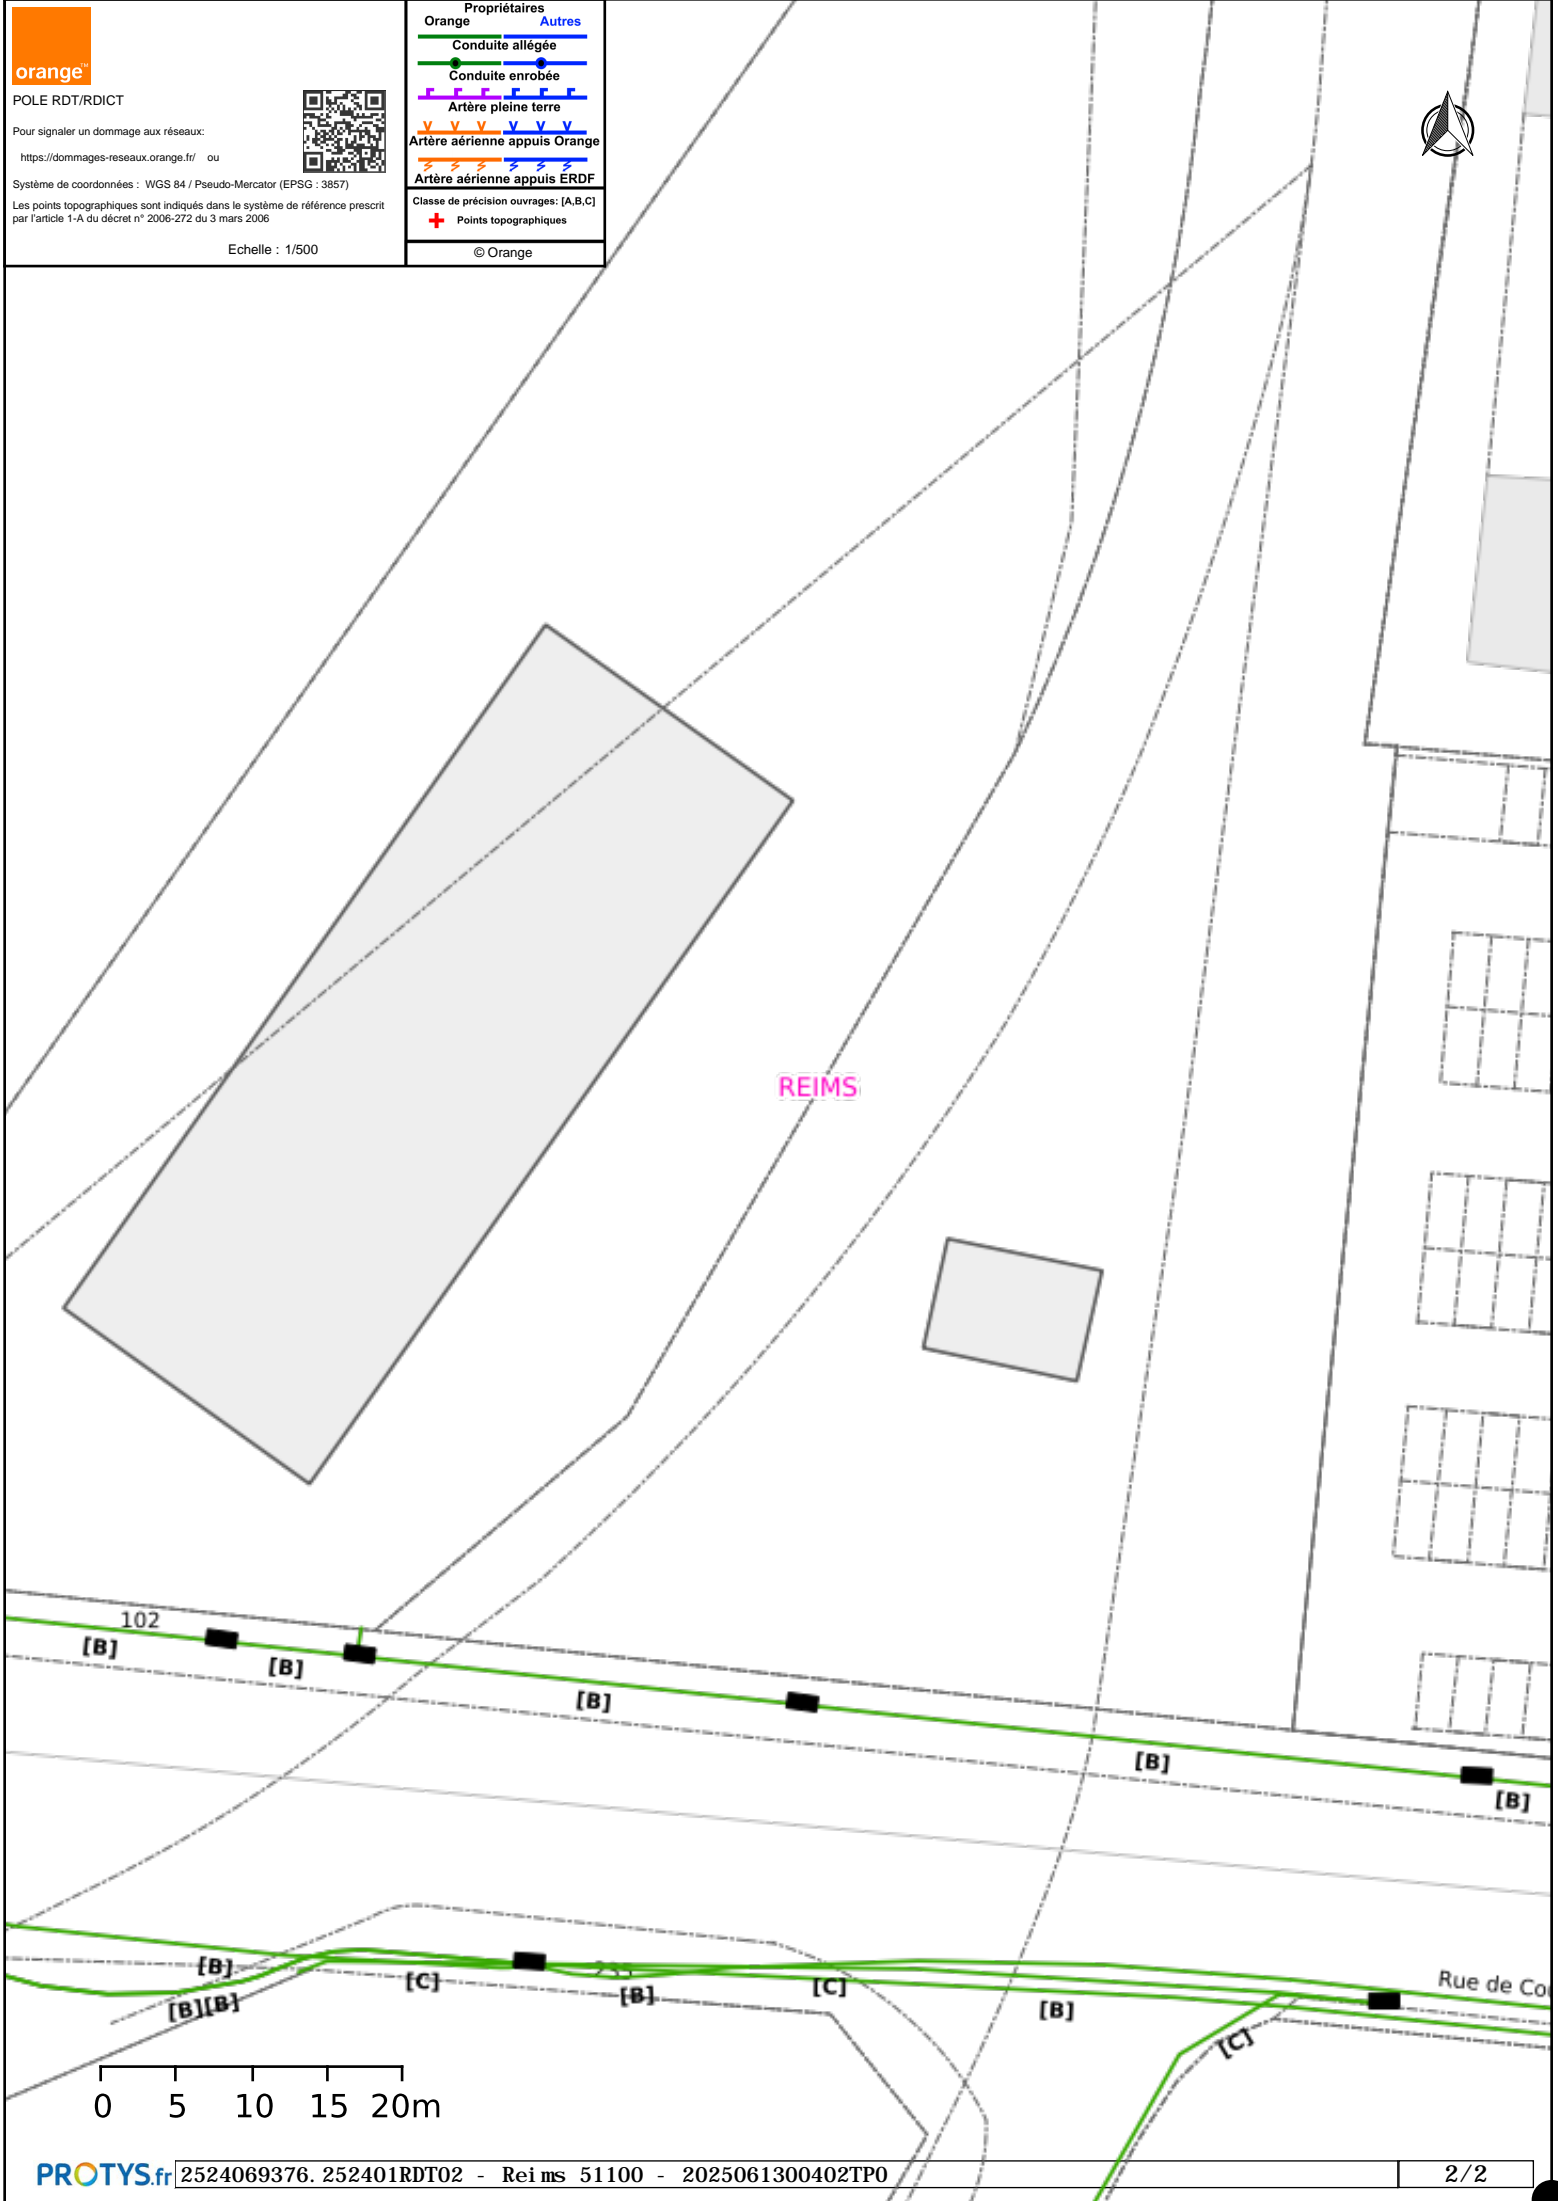 orange™
POLE RDT/RDICT
Pour signaler un dommage aux réseaux:
https://dommages-reseaux.orange.fr/ ou
Système de coordonnées : WGS 84 / Pseudo-Mercator (EPSG : 3857)
Les points topographiques sont indiqués dans le système de référence prescrit
par l'article 1-A du décret n° 2006-272 du 3 mars 2006
Echelle : 1/500
Propriétaires
Orange Autres
Conduite allégée
Conduite enrobée
Artère pleine terre
Artère aérienne appuis Orange
Artère aérienne appuis ERDF
Classe de précision ouvrages: [A,B,C]
Points topographiques
© Orange
REIMS
102
[B]
[B]
[B]
[B]
[B]
[B]
[C]
[B]
[C]
[B]
[B][B]
Rue de Cou
[C]
0 5 10 15 20m
PROTYS.fr
2524069376.252401RDT02 - Reims 51100 - 2025061300402TP0
2/2